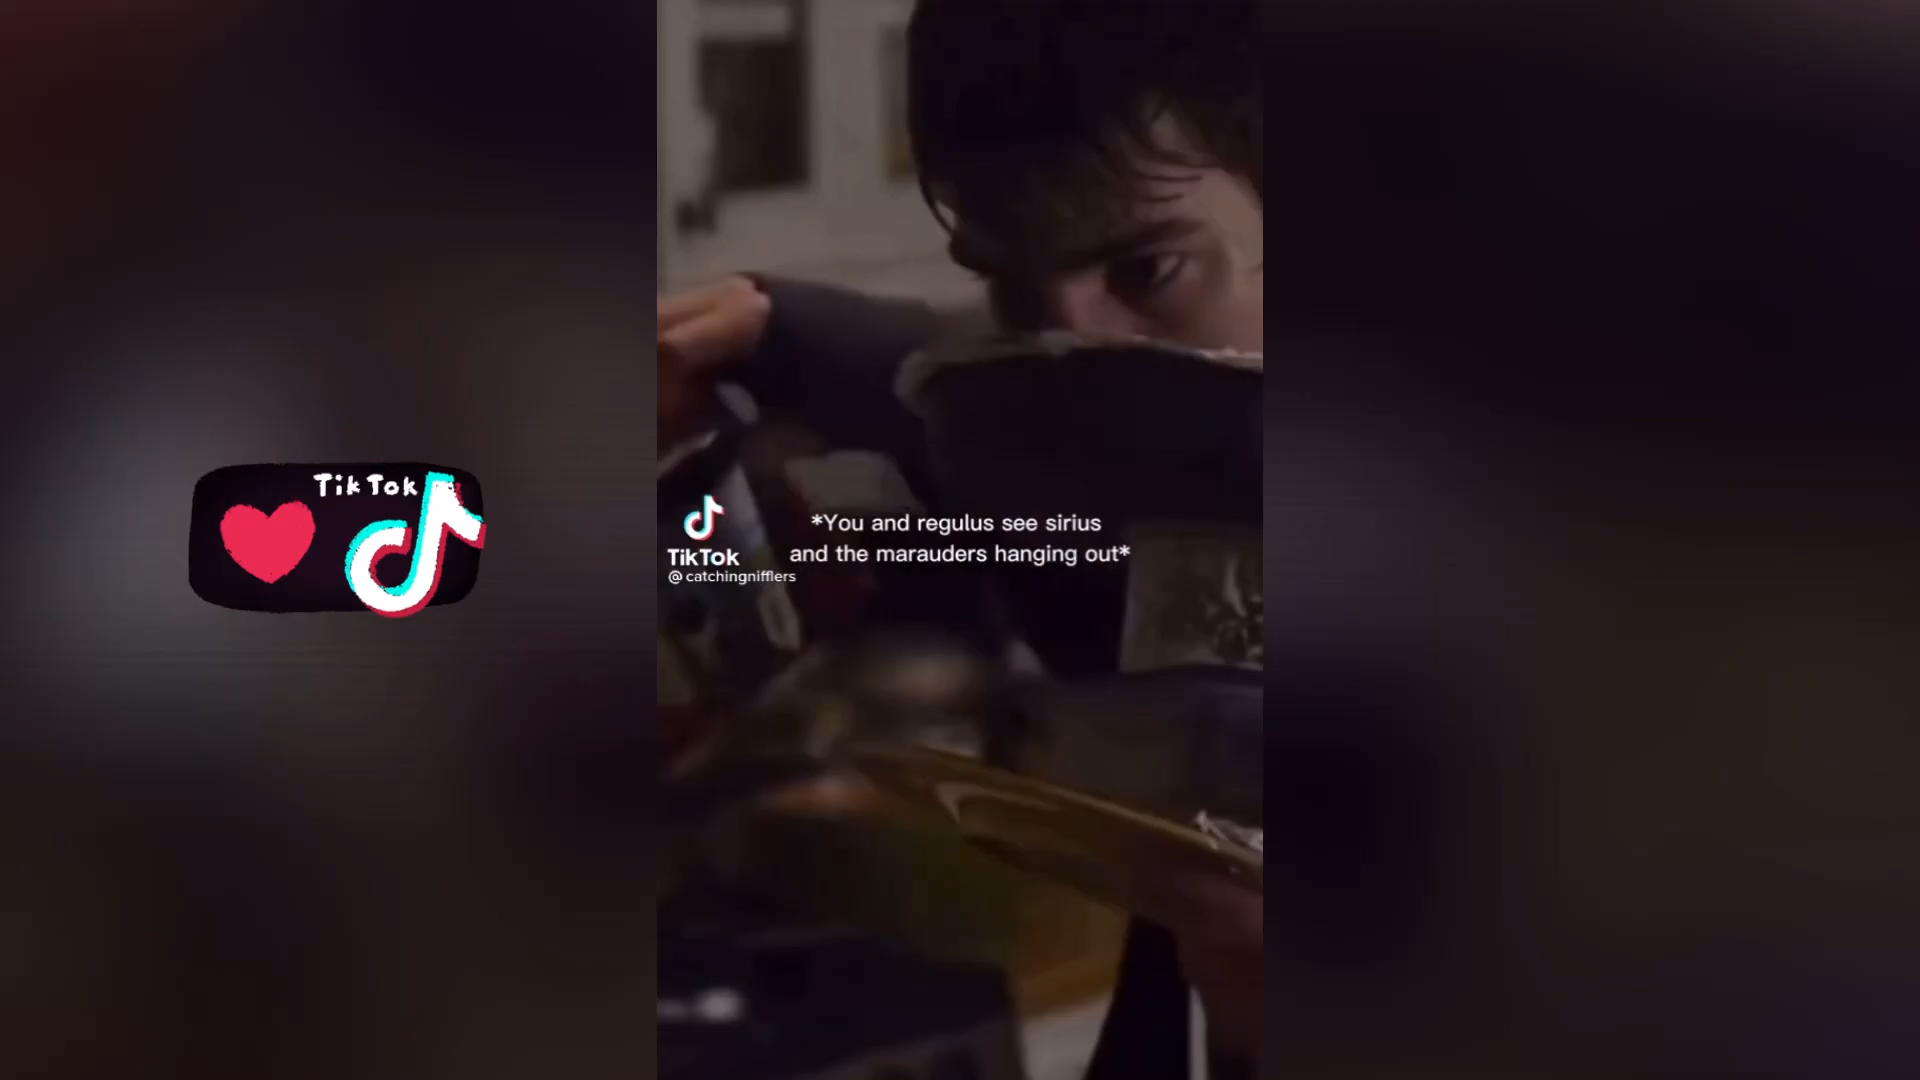 TikTok
TikTok
@catchingnifflers
*You and regulus see sirius
and the marauders hanging out*